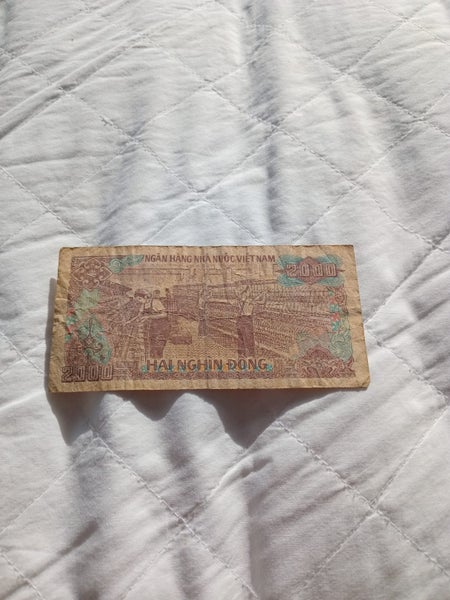 NGÂN HÀNG NHÀ NƯỚC VIỆT NAM
2000
HAI NGHÌN ĐỒNG
2000